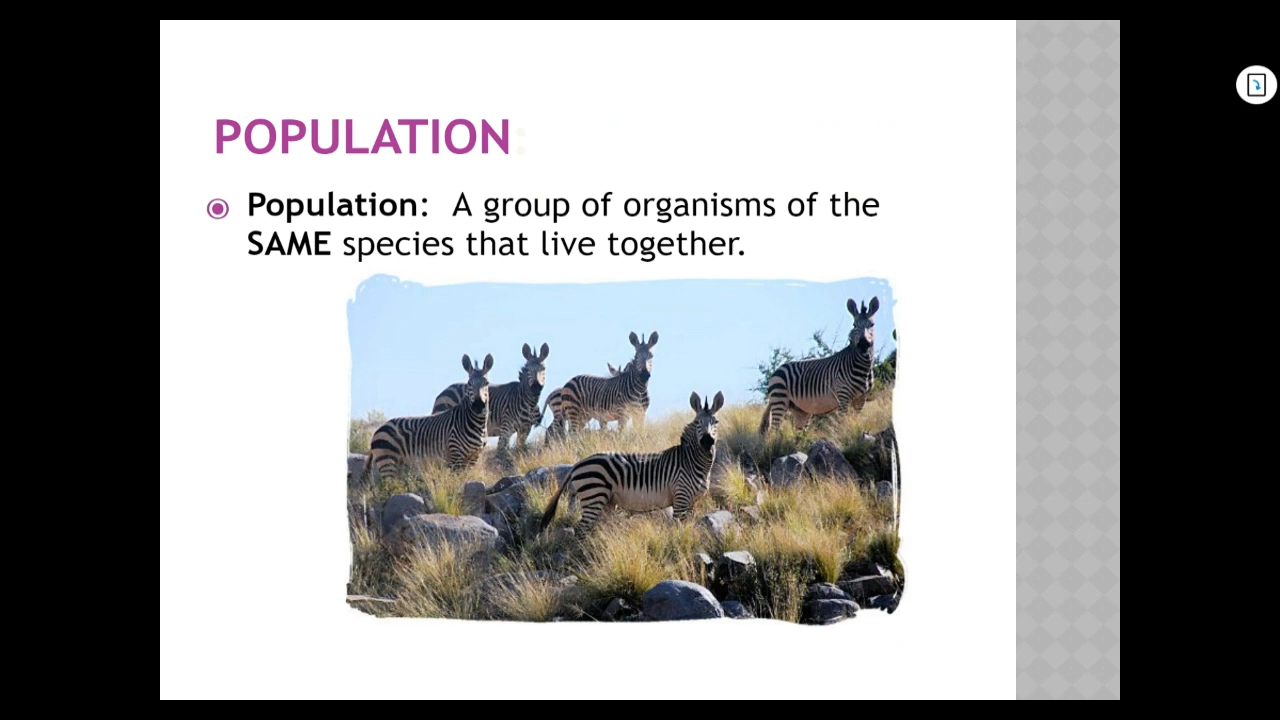 POPULATION:
Population: A group of organisms of the
SAME species that live together.